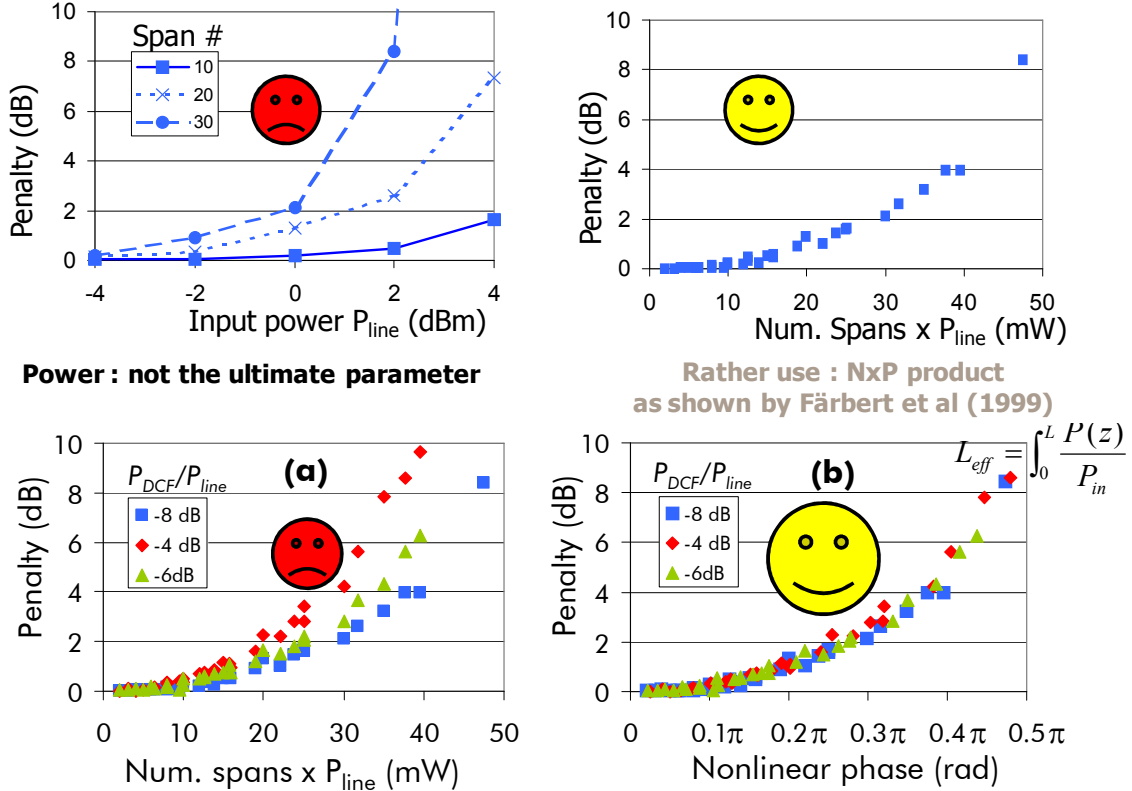 Span #
10
20
30
Penalty (dB)
10
8
6
4
2
0
-4 -2 0 2 4
Input power P_line (dBm)
Power : not the ultimate parameter
Penalty (dB)
10
8
6
4
2
0
0 10 20 30 40 50
Num. Spans x P_line (mW)
Rather use : NxP product
as shown by Färbert et al (1999)
(a)
P_DCF/P_line
-8 dB
-4 dB
-6dB
Penalty (dB)
10
8
6
4
2
0
0 10 20 30 40 50
Num. spans x P_line (mW)
L_eff = ∫_0^L P(z) / P_in
(b)
P_DCF/P_line
-8 dB
-4 dB
-6dB
Penalty (dB)
10
8
6
4
2
0
0 0.1π 0.2π 0.3π 0.4π 0.5π
Nonlinear phase (rad)